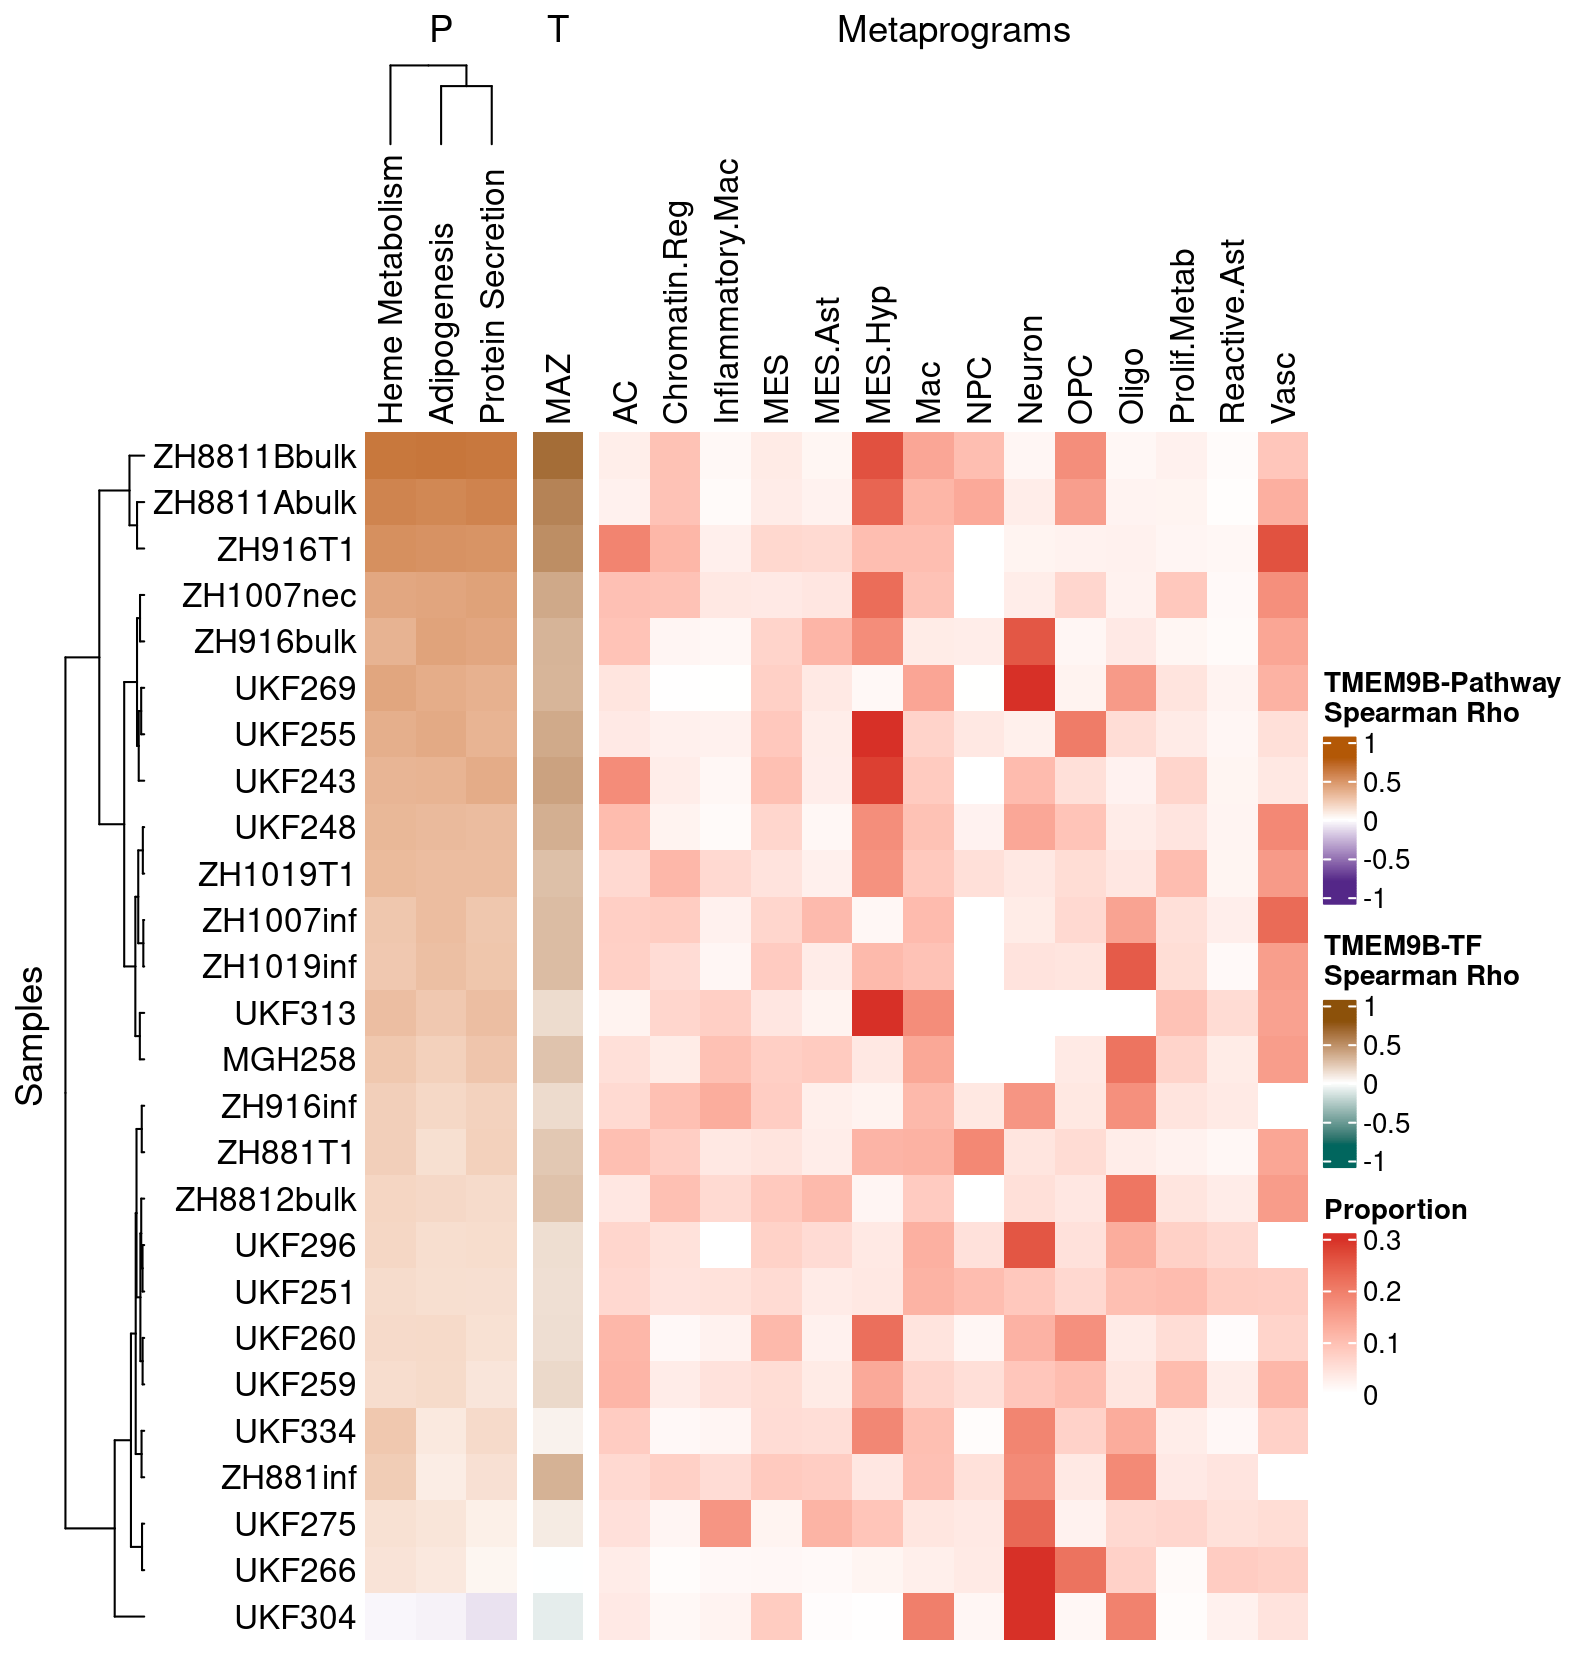 P T Metaprograms
Heme Metabolism
Adipogenesis
Protein Secretion
MAZ
AC
Chromatin.Reg
Inflammatory.Mac
MES
MES.Ast
MES.Hyp
Mac
NPC
Neuron
OPC
Oligo
Prolif.Metab
Reactive.Ast
Vasc
Samples
ZH8811Bbulk
ZH8811Abulk
ZH916T1
ZH1007nec
ZH916bulk
UKF269
UKF255
UKF243
UKF248
ZH1019T1
ZH1007inf
ZH1019inf
UKF313
MGH258
ZH916inf
ZH881T1
ZH8812bulk
UKF296
UKF251
UKF260
UKF259
UKF334
ZH881inf
UKF275
UKF266
UKF304
TMEM9B-Pathway
Spearman Rho
1
0.5
0
-0.5
-1
TMEM9B-TF
Spearman Rho
1
0.5
0
-0.5
-1
Proportion
0.3
0.2
0.1
0